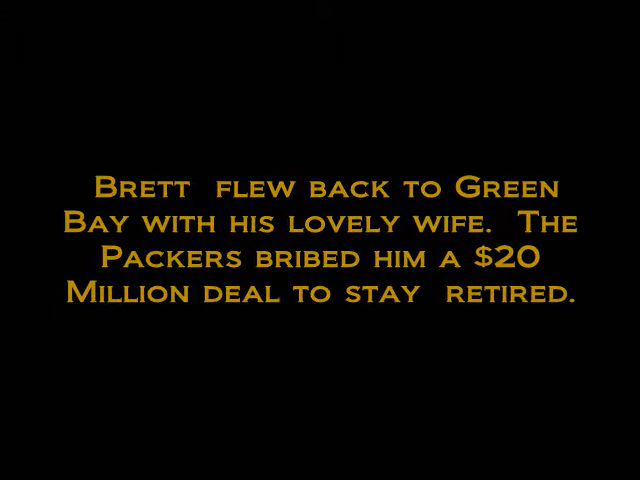 Brett flew back to Green
Bay with his lovely wife. The
Packers bribed him a $20
Million deal to stay retired.